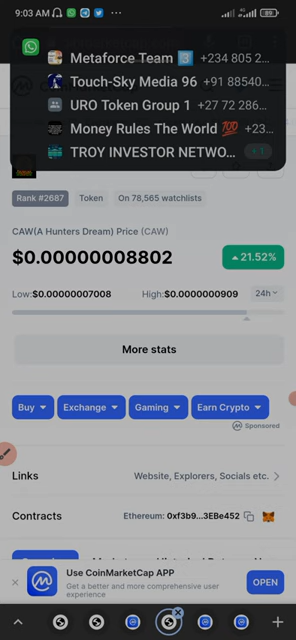 9:03 AM
Metaforce Team 3 +234 805 2...
Touch-Sky Media 96 +91 88540...
URO Token Group 1 +27 72 286...
Money Rules The World 💯 +23...
TROY INVESTOR NETWO... +1
Rank #2687 Token On 78,565 watchlists
CAW(A Hunters Dream) Price (CAW)
$0.00000008802 21.52%
Low:$0.00000007008 High:$0.0000000909 24h
More stats
Buy Exchange Gaming Earn Crypto
Sponsored
Links Website, Explorers, Socials etc.
Contracts Ethereum: 0xf3b9...3EBe452
Use CoinMarketCap APP
Get a better and more comprehensive user
experience
OPEN